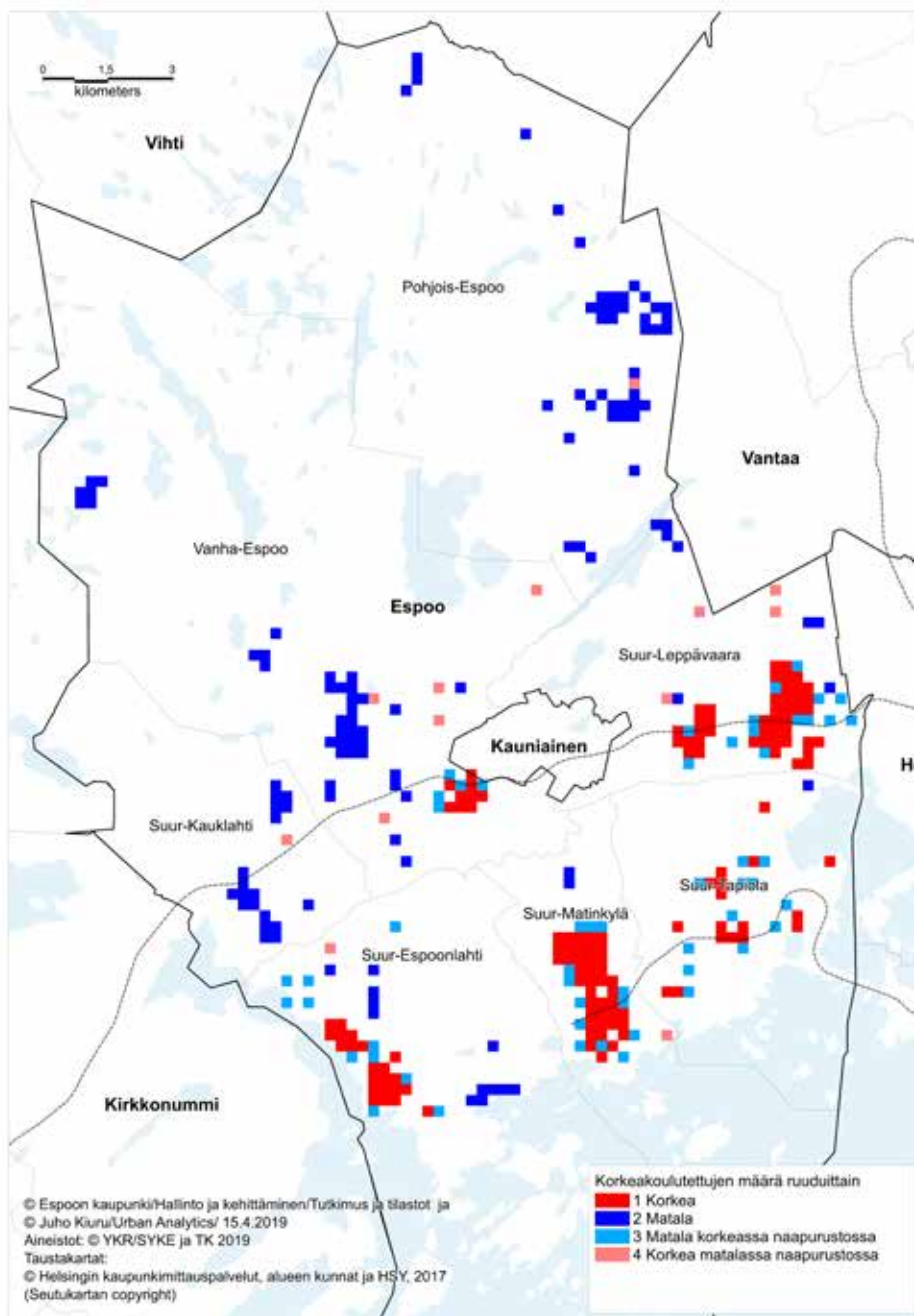 0 1,5 3
kilometers
Vihti
Pohjois-Espoo
Vantaa
Vanha-Espoo
Espoo
Suur-Leppävaara
Kauniainen
He
Suur-Kauklahti
Suur-Tapiola
Suur-Matinkylä
Suur-Espoonlahti
Kirkkonummi
Korkeakoulutettujen määrä ruuduittain
1 Korkea
2 Matala
3 Matala korkeassa naapurustossa
4 Korkea matalassa naapurustossa
© Espoon kaupunki/Hallinto ja kehittäminen/Tutkimus ja tilastot ja
© Juho Kiuru/Urban Analytics/ 15.4.2019
Aineistot: © YKR/SYKE ja TK 2019
Taustakartat:
© Helsingin kaupunkimittauspalvelut, alueen kunnat ja HSY, 2017
(Seutukartan copyright)